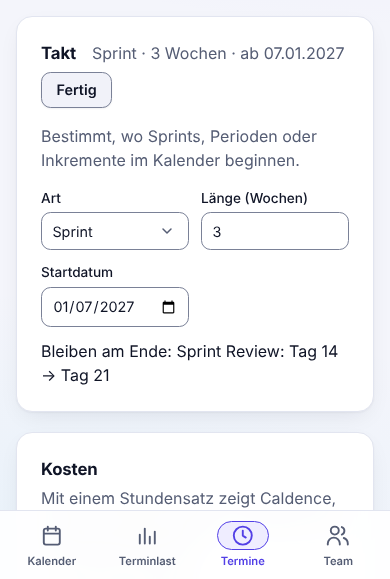 Takt Sprint · 3 Wochen · ab 07.01.2027
Fertig
Bestimmt, wo Sprints, Perioden oder
Inkremente im Kalender beginnen.
Art Länge (Wochen)
Sprint 3
Startdatum
01/07/2027
Bleiben am Ende: Sprint Review: Tag 14
→ Tag 21
Kosten
Mit einem Stundensatz zeigt Caldence,
Kalender Terminlast Termine Team